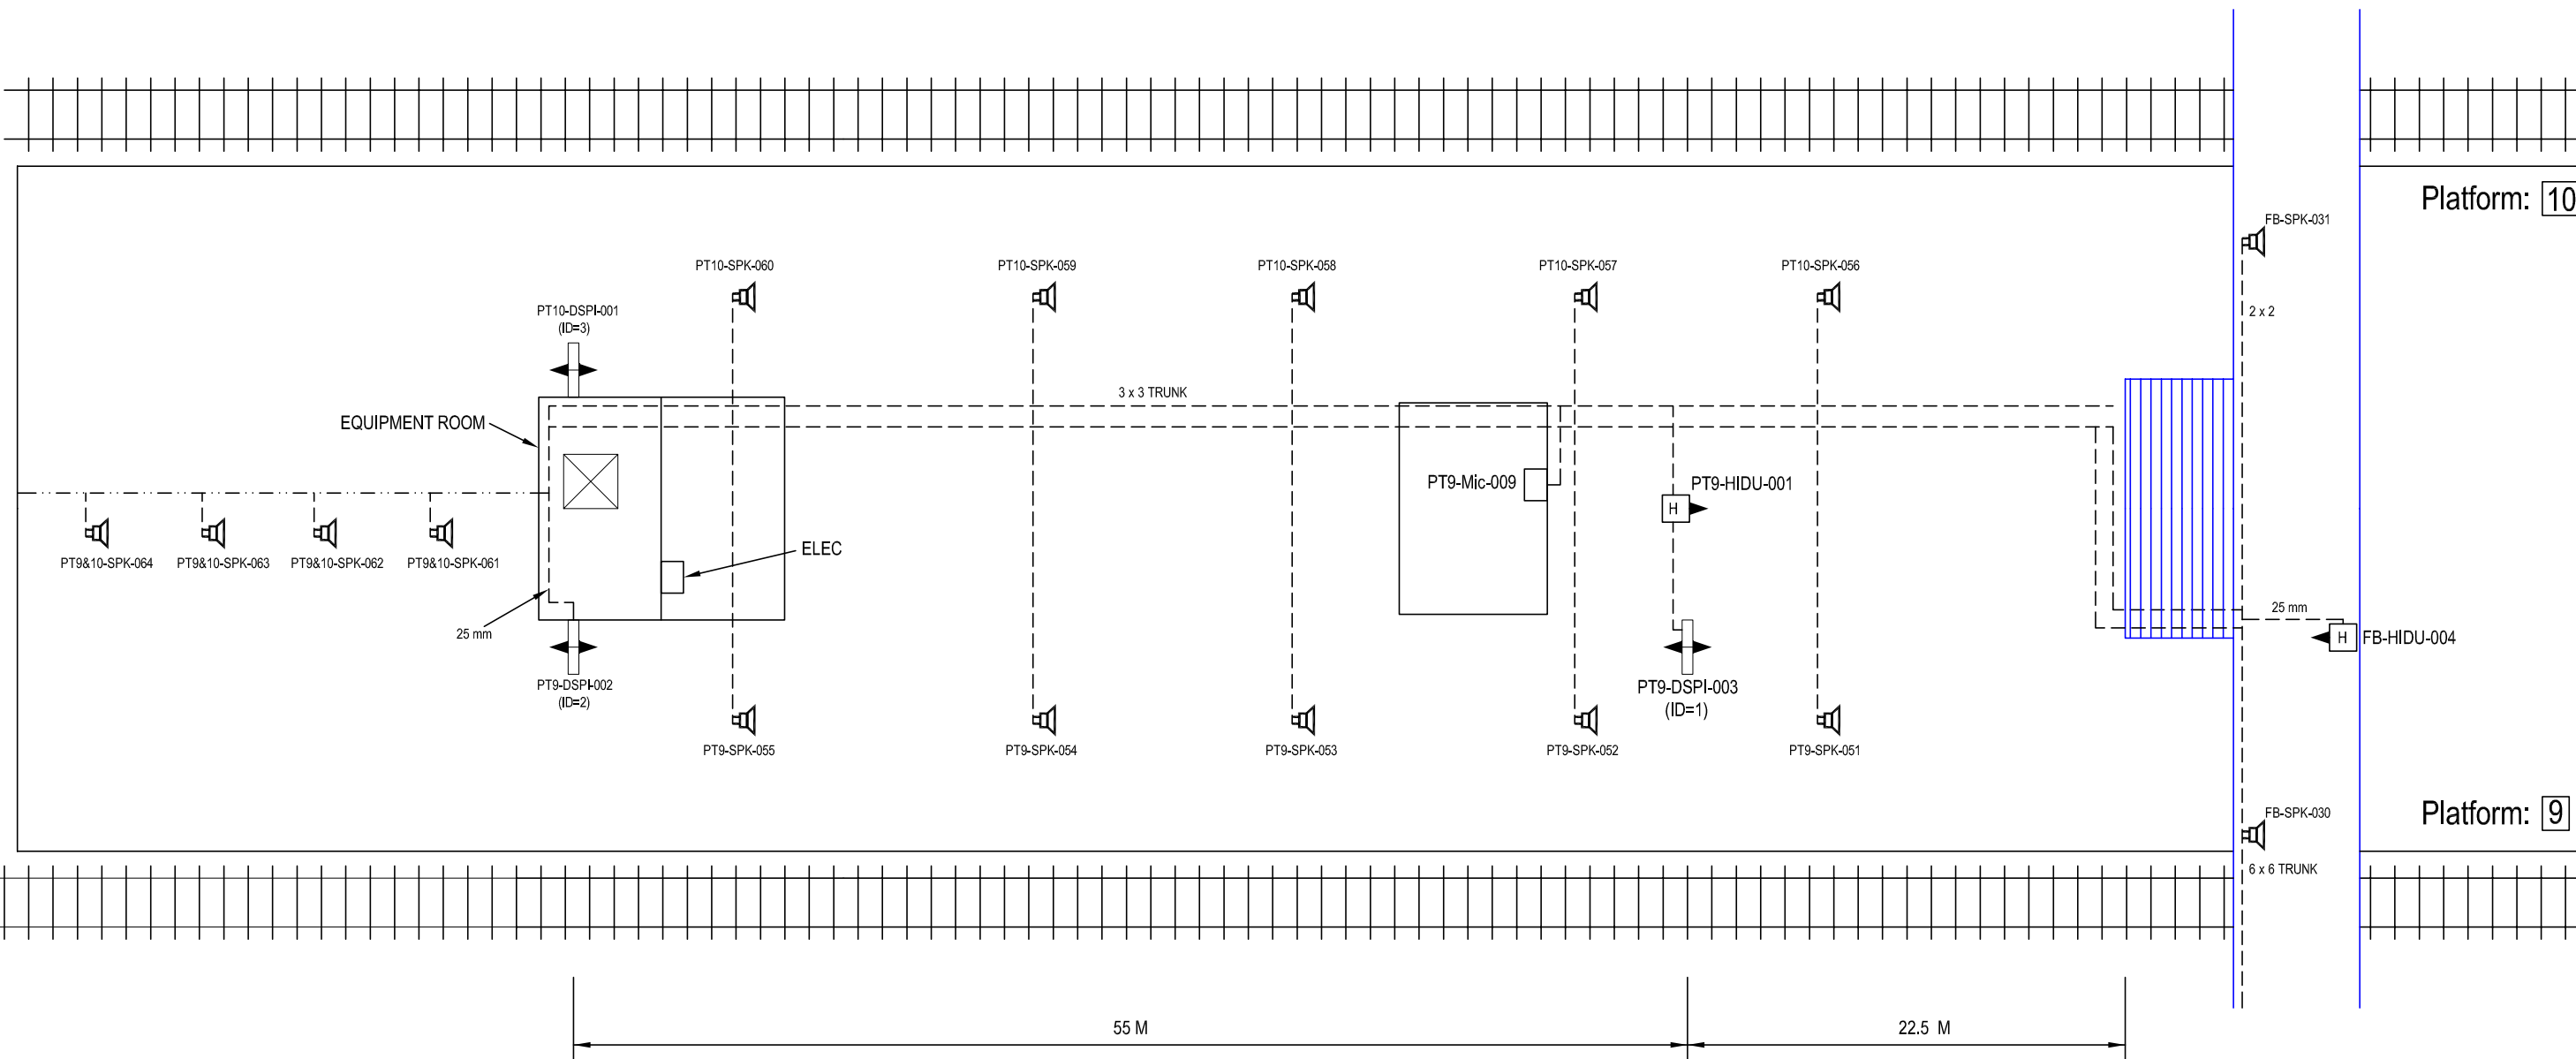 Platform: 10
FB-SPK-031
PT10-SPK-060
PT10-SPK-059
PT10-SPK-058
PT10-SPK-057
PT10-SPK-056
PT10-DSPI-001
(ID=3)
2 x 2
3 x 3 TRUNK
EQUIPMENT ROOM
PT9-Mic-009
PT9-HIDU-001
H
ELEC
PT9&10-SPK-064
PT9&10-SPK-063
PT9&10-SPK-062
PT9&10-SPK-061
25 mm
25 mm
H
FB-HIDU-004
PT9-DSPI-002
(ID=2)
PT9-DSPI-003
(ID=1)
PT9-SPK-055
PT9-SPK-054
PT9-SPK-053
PT9-SPK-052
PT9-SPK-051
Platform: 9
FB-SPK-030
6 x 6 TRUNK
55 M
22.5 M